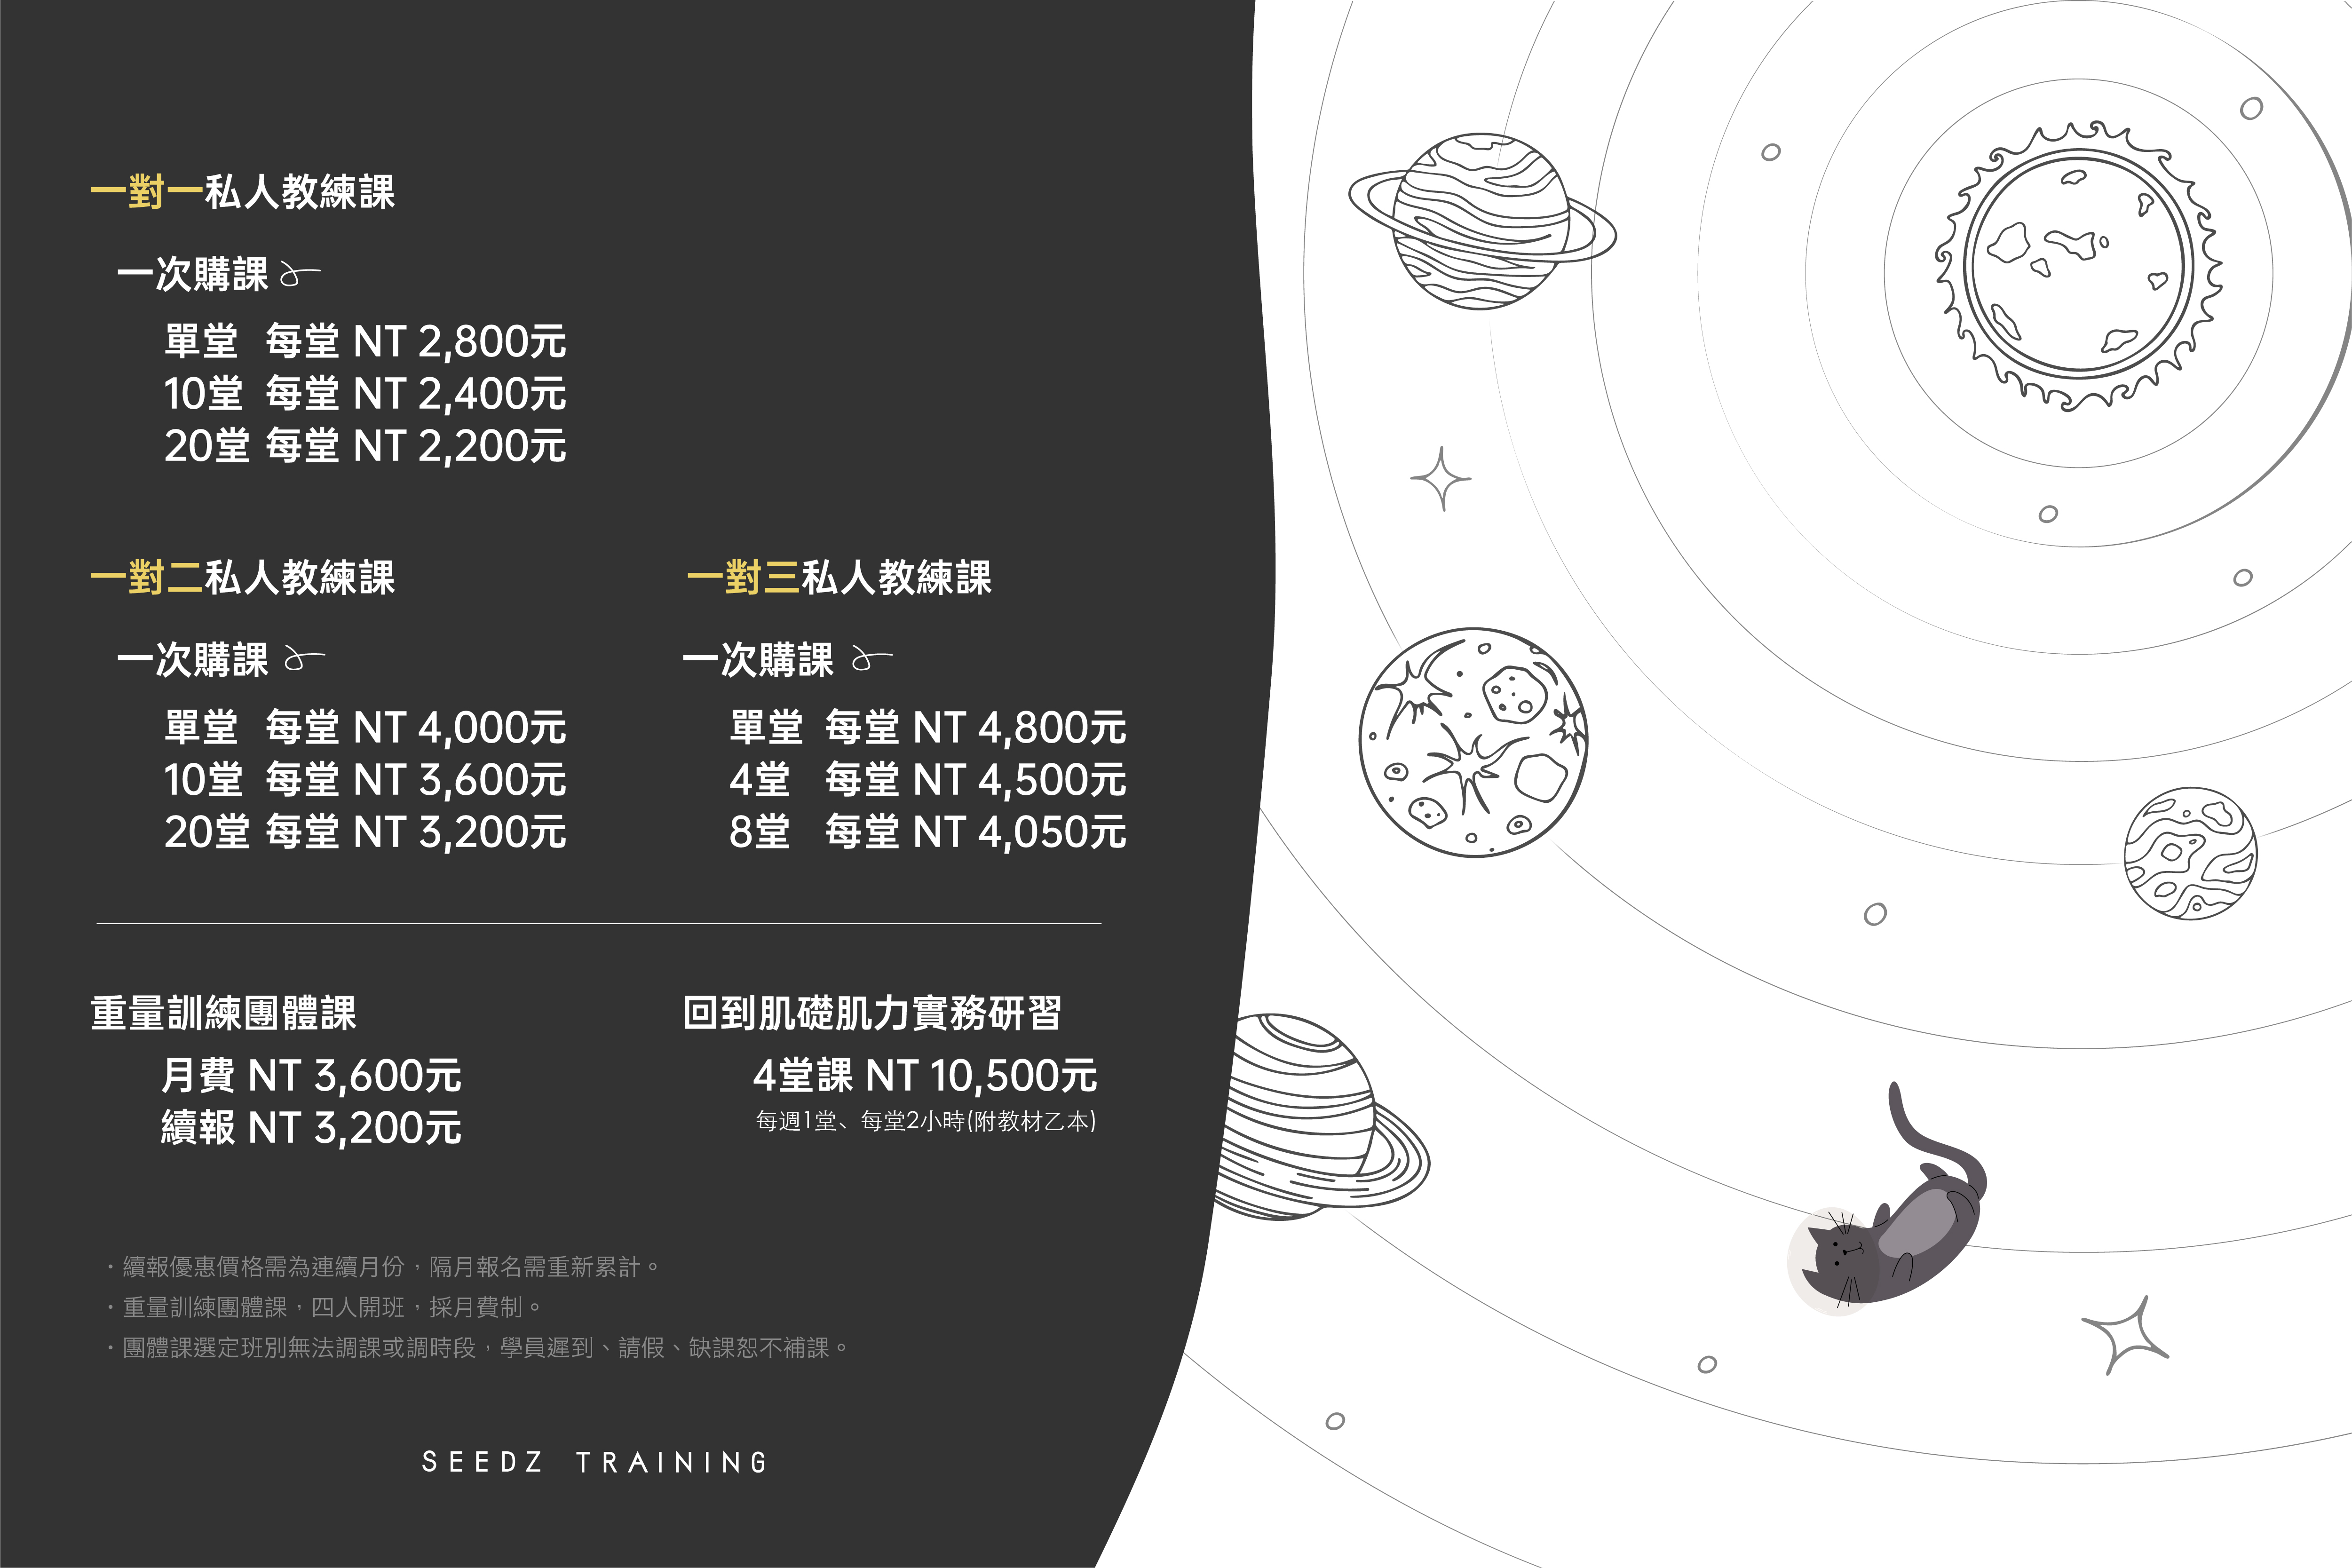 一對一私人教練課
一次購課
單堂 每堂 NT 2,800元
10堂 每堂 NT 2,400元
20堂 每堂 NT 2,200元
一對二私人教練課
一次購課
單堂 每堂 NT 4,000元
10堂 每堂 NT 3,600元
20堂 每堂 NT 3,200元
一對三私人教練課
一次購課
單堂 每堂 NT 4,800元
4堂 每堂 NT 4,500元
8堂 每堂 NT 4,050元
重量訓練團體課
月費 NT 3,600元
續報 NT 3,200元
回到肌礎肌力實務研習
4堂課 NT 10,500元
每週1堂、每堂2小時(附教材乙本)
・續報優惠價格需為連續月份，隔月報名需重新累計。
・重量訓練團體課，四人開班，採月費制。
・團體課選定班別無法調課或調時段，學員遲到、請假、缺課恕不補課。
SEEDZ TRAINING